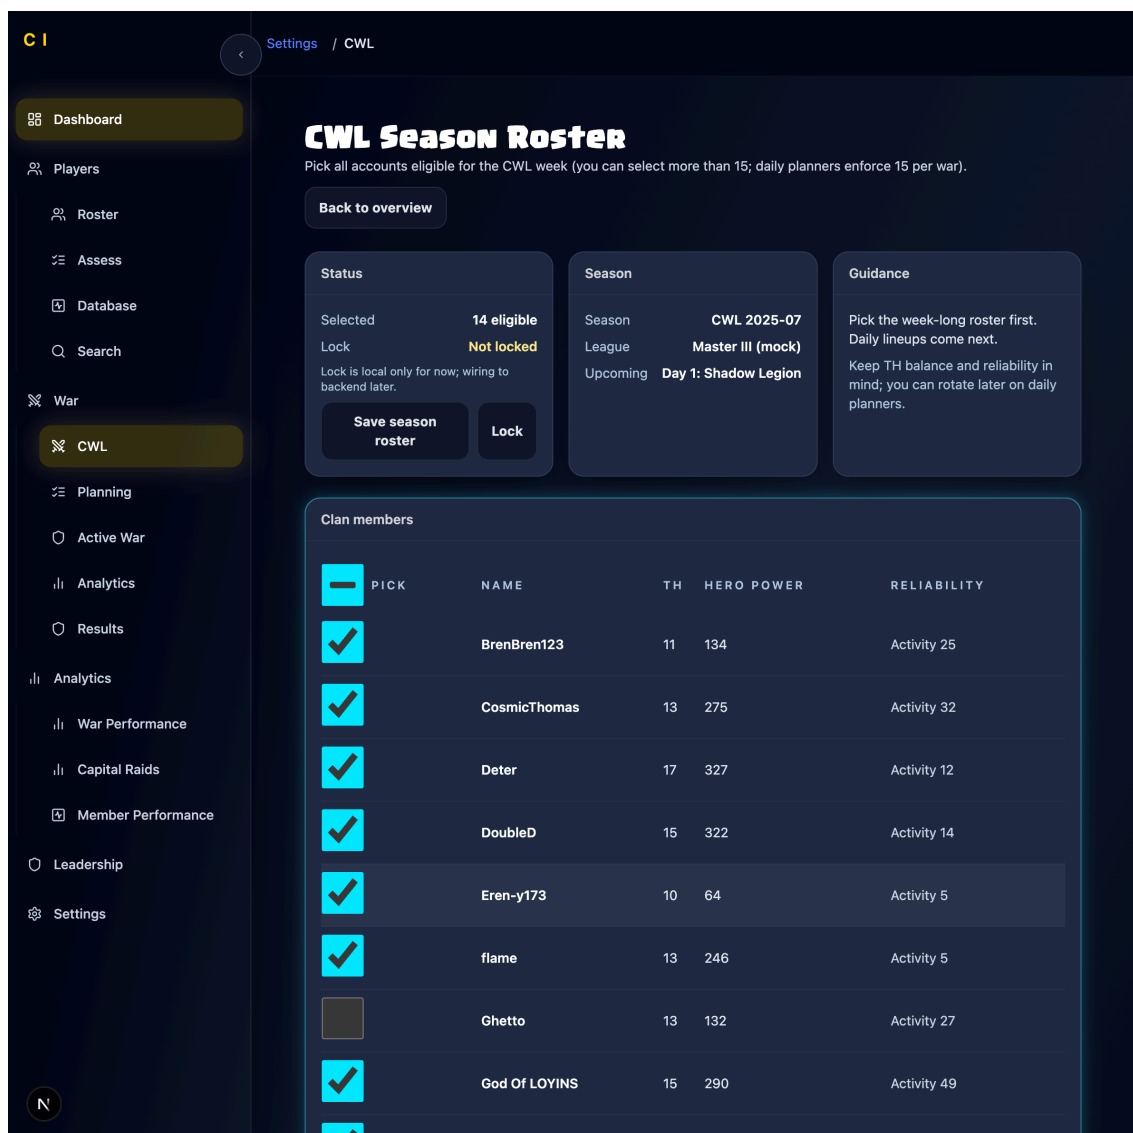 C I
Settings / CWL
Dashboard
Players
Roster
Assess
Database
Search
War
CWL
Planning
Active War
Analytics
Results
Analytics
War Performance
Capital Raids
Member Performance
Leadership
Settings
N
CWL Season Roster
Pick all accounts eligible for the CWL week (you can select more than 15; daily planners enforce 15 per war).
Back to overview
Status
Selected 14 eligible
Lock Not locked
Lock is local only for now; wiring to
backend later.
Save season
roster
Lock
Season
Season CWL 2025-07
League Master III (mock)
Upcoming Day 1: Shadow Legion
Guidance
Pick the week-long roster first.
Daily lineups come next.
Keep TH balance and reliability in
mind; you can rotate later on daily
planners.
Clan members
PICK NAME TH HERO POWER RELIABILITY
BrenBren123 11 134 Activity 25
CosmicThomas 13 275 Activity 32
Deter 17 327 Activity 12
DoubleD 15 322 Activity 14
Eren-y173 10 64 Activity 5
flame 13 246 Activity 5
Ghetto 13 132 Activity 27
God Of LOYINS 15 290 Activity 49